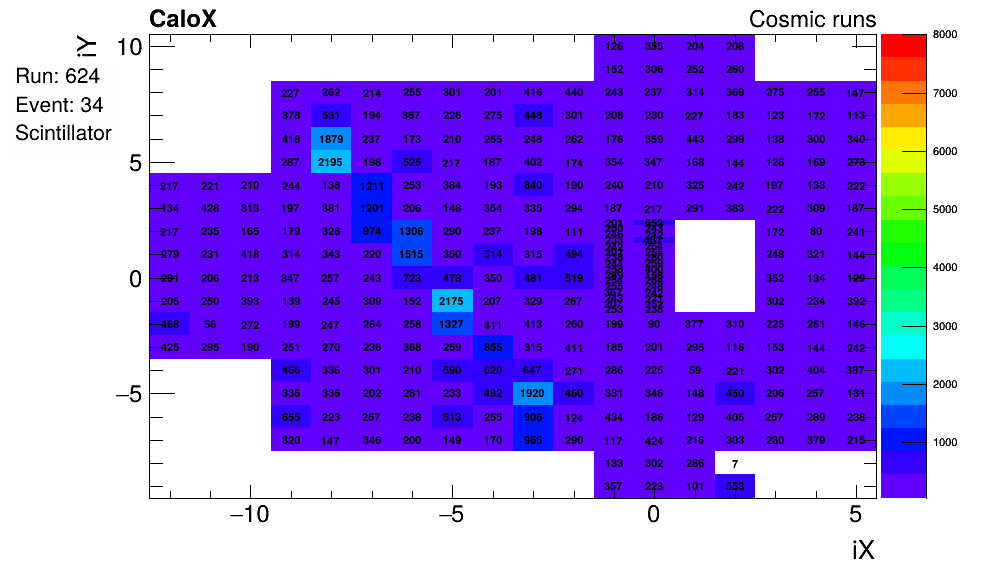 CaloX Cosmic runs
iY
Run: 624
Event: 34
Scintillator
10 126 355 204 208 8000
152 306 252 260
227 262 214 255 301 201 416 440 243 237 314 369 275 255 147
378 531 194 367 226 275 448 301 208 230 227 183 123 172 113 7000
418 1879 237 173 210 255 248 262 176 359 443 299 138 300 340
5 287 2195 198 525 217 187 402 174 354 347 168 144 126 169 273 6000
217 221 210 244 138 1211 253 384 193 840 190 240 210 325 242 197 133 222
134 428 313 197 381 1201 206 148 354 335 294 187 217 291 383 222 309 187 5000
217 235 165 179 328 974 1306 290 237 198 111 172 80 241
279 231 418 314 343 220 1515 350 514 315 494 248 321 144 4000
0 291 206 213 347 257 243 723 476 350 481 519 352 134 129
205 250 393 139 245 309 152 2175 207 329 267 253 238 302 234 392
468 56 272 199 247 264 258 1327 411 413 260 199 90 377 310 225 261 146 3000
425 295 190 251 270 236 368 259 855 315 411 185 201 295 116 153 144 242
466 336 301 210 590 620 647 271 286 225 59 221 302 404 387
−5 336 336 202 281 233 492 1920 460 331 346 148 450 206 257 131 2000
655 223 257 238 513 255 906 124 434 186 129 405 257 289 238
320 147 346 200 149 170 965 290 117 424 216 303 280 379 215 1000
133 302 286 7
357 223 101 553
−10 −5 0 5
iX